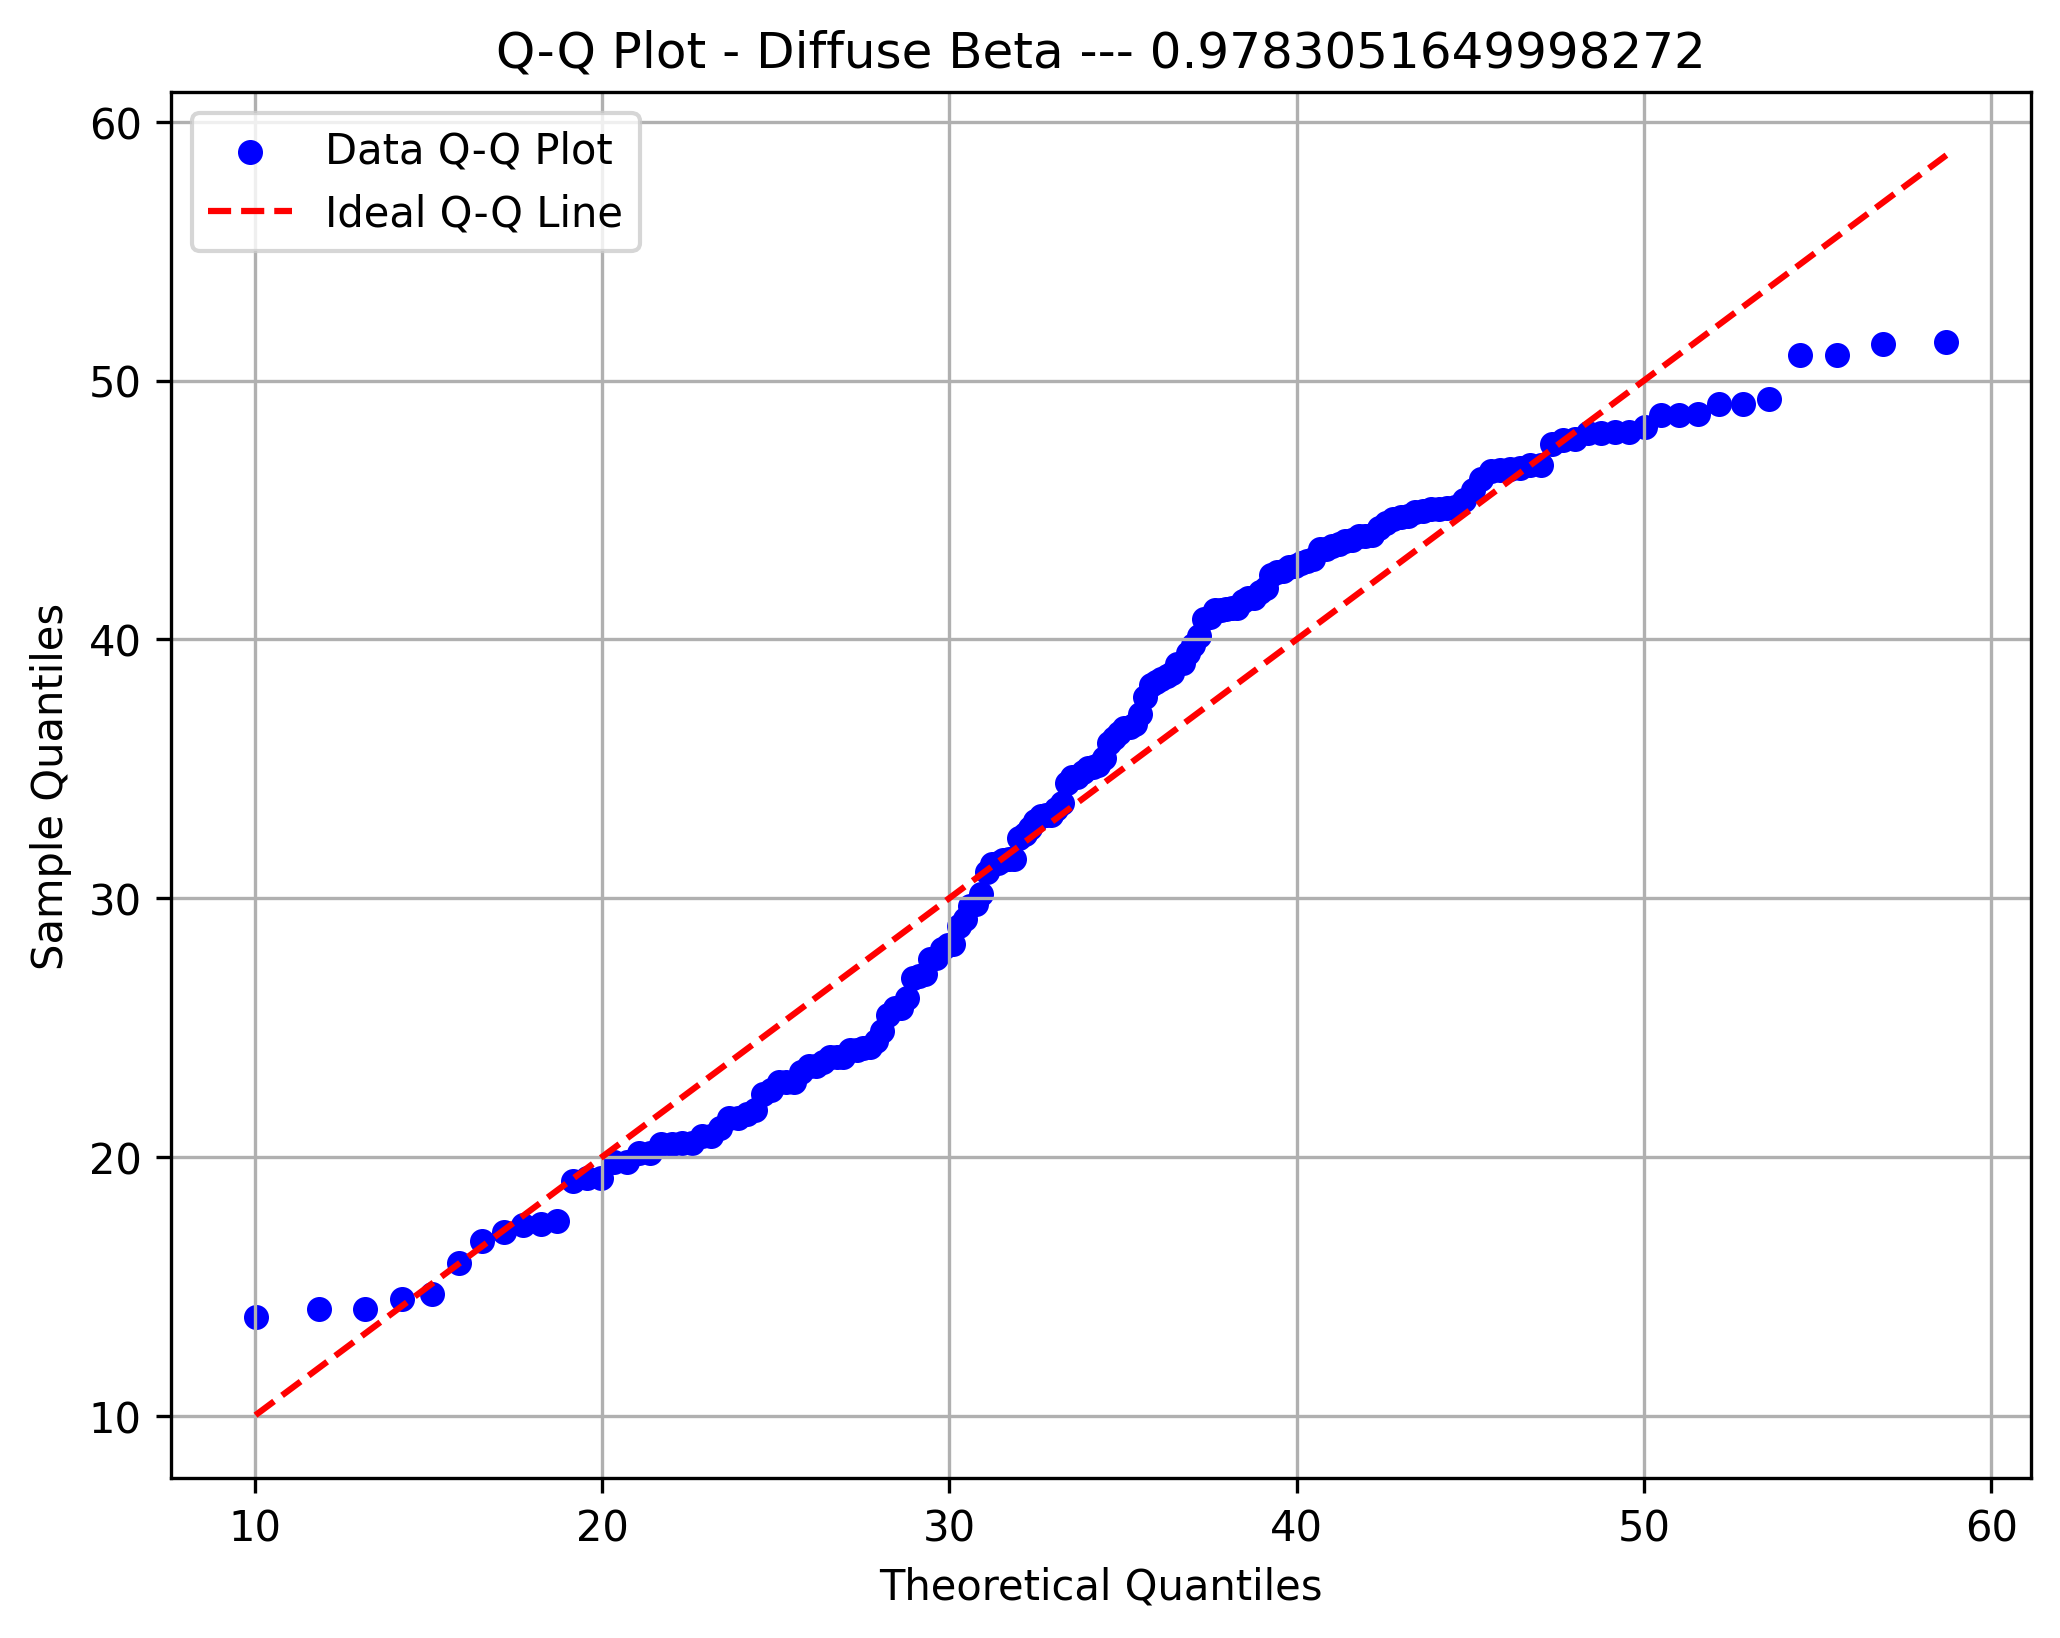 Q-Q Plot - Diffuse Beta --- 0.9783051649998272
Data Q-Q Plot
Ideal Q-Q Line
60
50
40
30
20
10
Sample Quantiles
10 20 30 40 50 60
Theoretical Quantiles